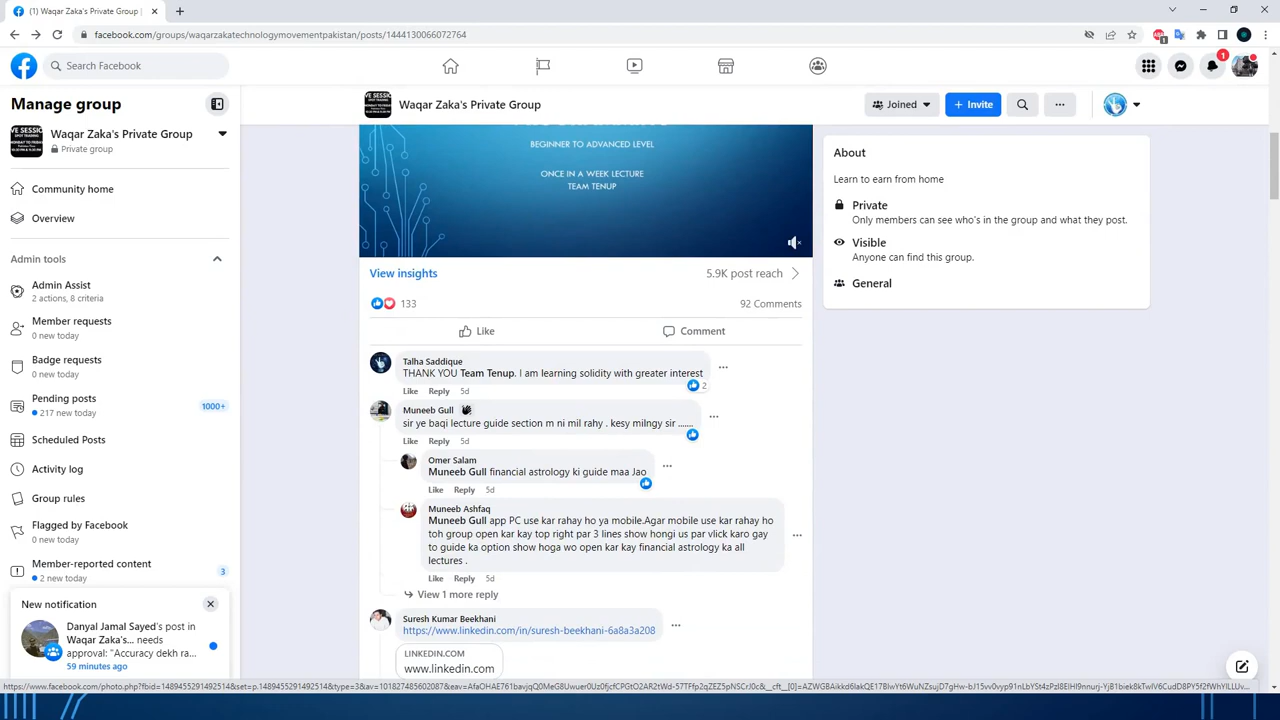 (1) Waqar Zaka's Private Group |
facebook.com/groups/waqarzakatechnologymovementpakistan/posts/1444130066072764
Search Facebook
1
Manage group
Waqar Zaka's Private Group
Private group
Community home
Overview
Admin tools
Admin Assist
2 actions, 8 criteria
Member requests
0 new today
Badge requests
0 new today
Pending posts
217 new today
1000+
Scheduled Posts
Activity log
Group rules
Flagged by Facebook
0 new today
Member-reported content
2 new today
3
New notification
Danyal Jamal Sayed's post in
Waqar Zaka's... needs
approval: "Accuracy dekh ra...
59 minutes ago
Waqar Zaka's Private Group
Joined
+ Invite
BEGINNER TO ADVANCED LEVEL
ONCE IN A WEEK LECTURE
TEAM TENUP
View insights
5.9K post reach
133
92 Comments
Like
Comment
Talha Saddique
THANK YOU Team Tenup. I am learning solidity with greater interest
2
Like Reply 5d
Muneeb Gull
sir ye baqi lecture guide section m ni mil rahy . kesy milngy sir .......
Like Reply 5d
Omer Salam
Muneeb Gull financial astrology ki guide maa Jao
Like Reply 5d
Muneeb Ashfaq
Muneeb Gull app PC use kar rahay ho ya mobile.Agar mobile use kar rahay ho
toh group open kar kay top right par 3 lines show hongi us par vlick karo gay
to guide ka option show hoga wo open kar kay financial astrology ka all
lectures .
Like Reply 5d
View 1 more reply
Suresh Kumar Beekhani
https://www.linkedin.com/in/suresh-beekhani-6a8a3a208
LINKEDIN.COM
www.linkedin.com
About
Learn to earn from home
Private
Only members can see who's in the group and what they post.
Visible
Anyone can find this group.
General